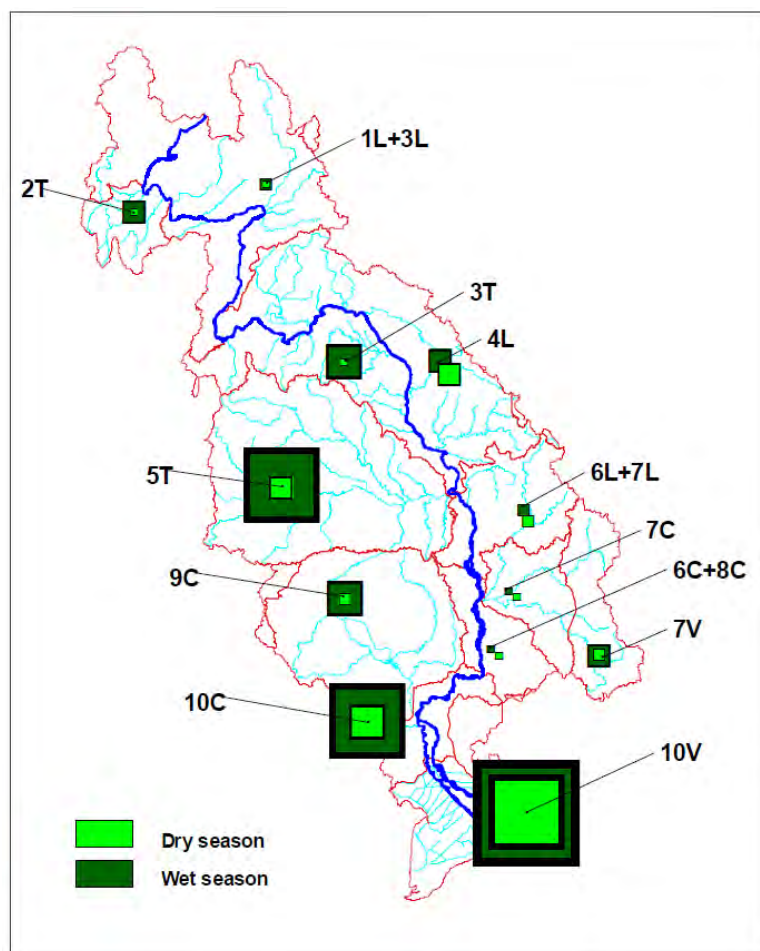 1L+3L
2T
3T
4L
5T
6L+7L
7C
9C
6C+8C
7V
10C
10V
Dry season
Wet season